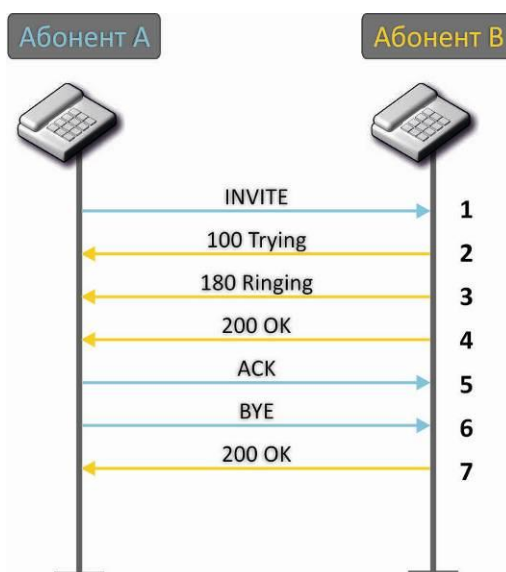 Абонент A
Абонент B
INVITE
1
100 Trying
2
180 Ringing
3
200 OK
4
ACK
5
BYE
6
200 OK
7